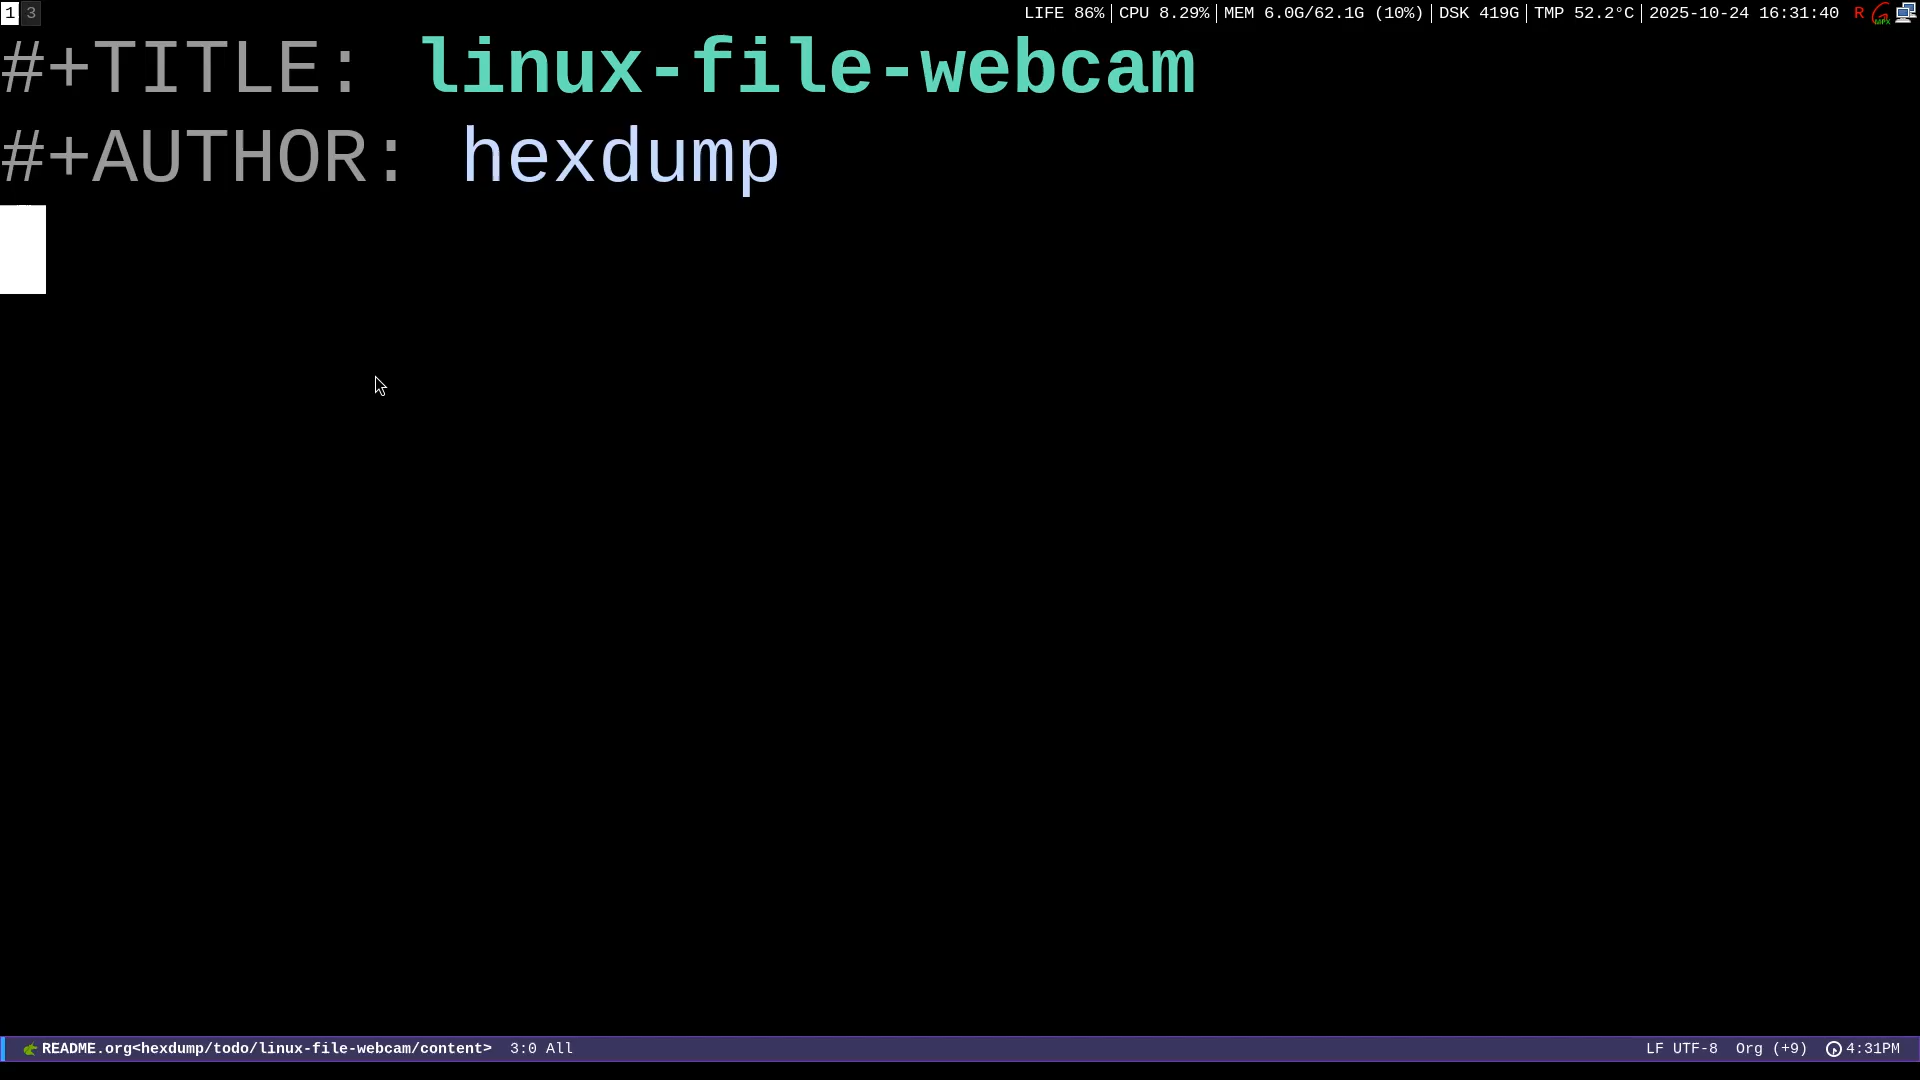 1 3 LIFE 86% CPU 8.29% MEM 6.0G/62.1G (10%) DSK 419G TMP 52.2°C 2025-10-24 16:31:40 R
#+TITLE: linux-file-webcam
#+AUTHOR: hexdump
README.org<hexdump/todo/linux-file-webcam/content> 3:0 All LF UTF-8 Org (+9) 4:31PM